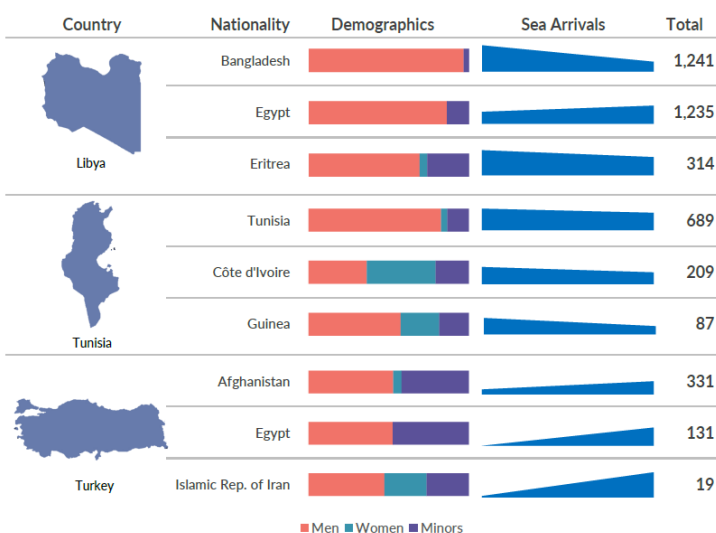 Country Nationality Demographics Sea Arrivals Total
Bangladesh 1,241
Egypt 1,235
Eritrea 314
Libya
Tunisia 689
Côte d'Ivoire 209
Guinea 87
Tunisia
Afghanistan 331
Egypt 131
Turkey Islamic Rep. of Iran 19
Men Women Minors